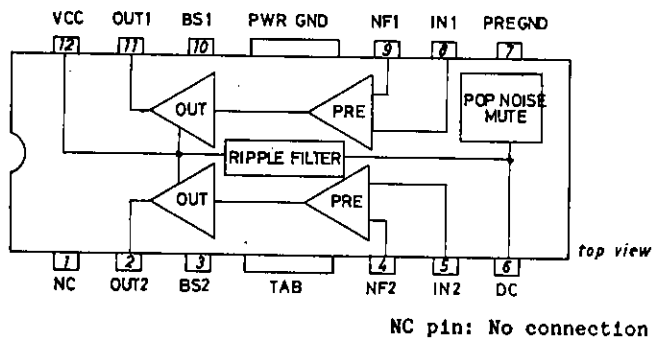 VCC OUT1 BS1 PWR GND NF1 IN1 PREGND
12 11 10 9 8 7
OUT PRE POP NOISE
MUTE
RIPPLE FILTER
OUT PRE
top view
1 2 3 4 5 6
NC OUT2 BS2 TAB NF2 IN2 DC
NC pin: No connection